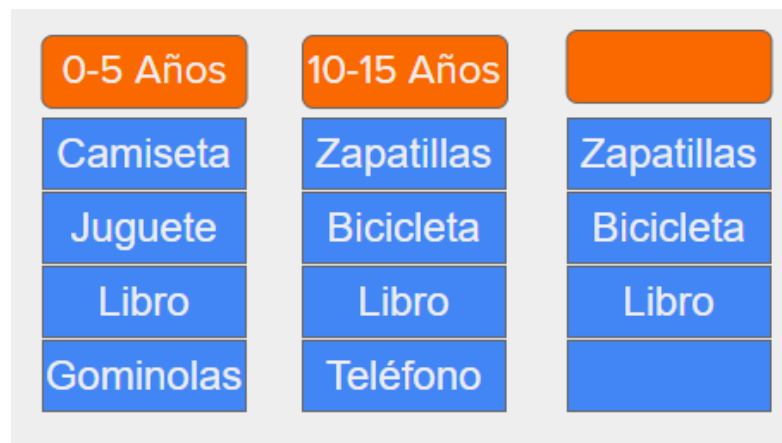 0-5 Años
Camiseta
Juguete
Libro
Gominolas
10-15 Años
Zapatillas
Bicicleta
Libro
Teléfono
Zapatillas
Bicicleta
Libro